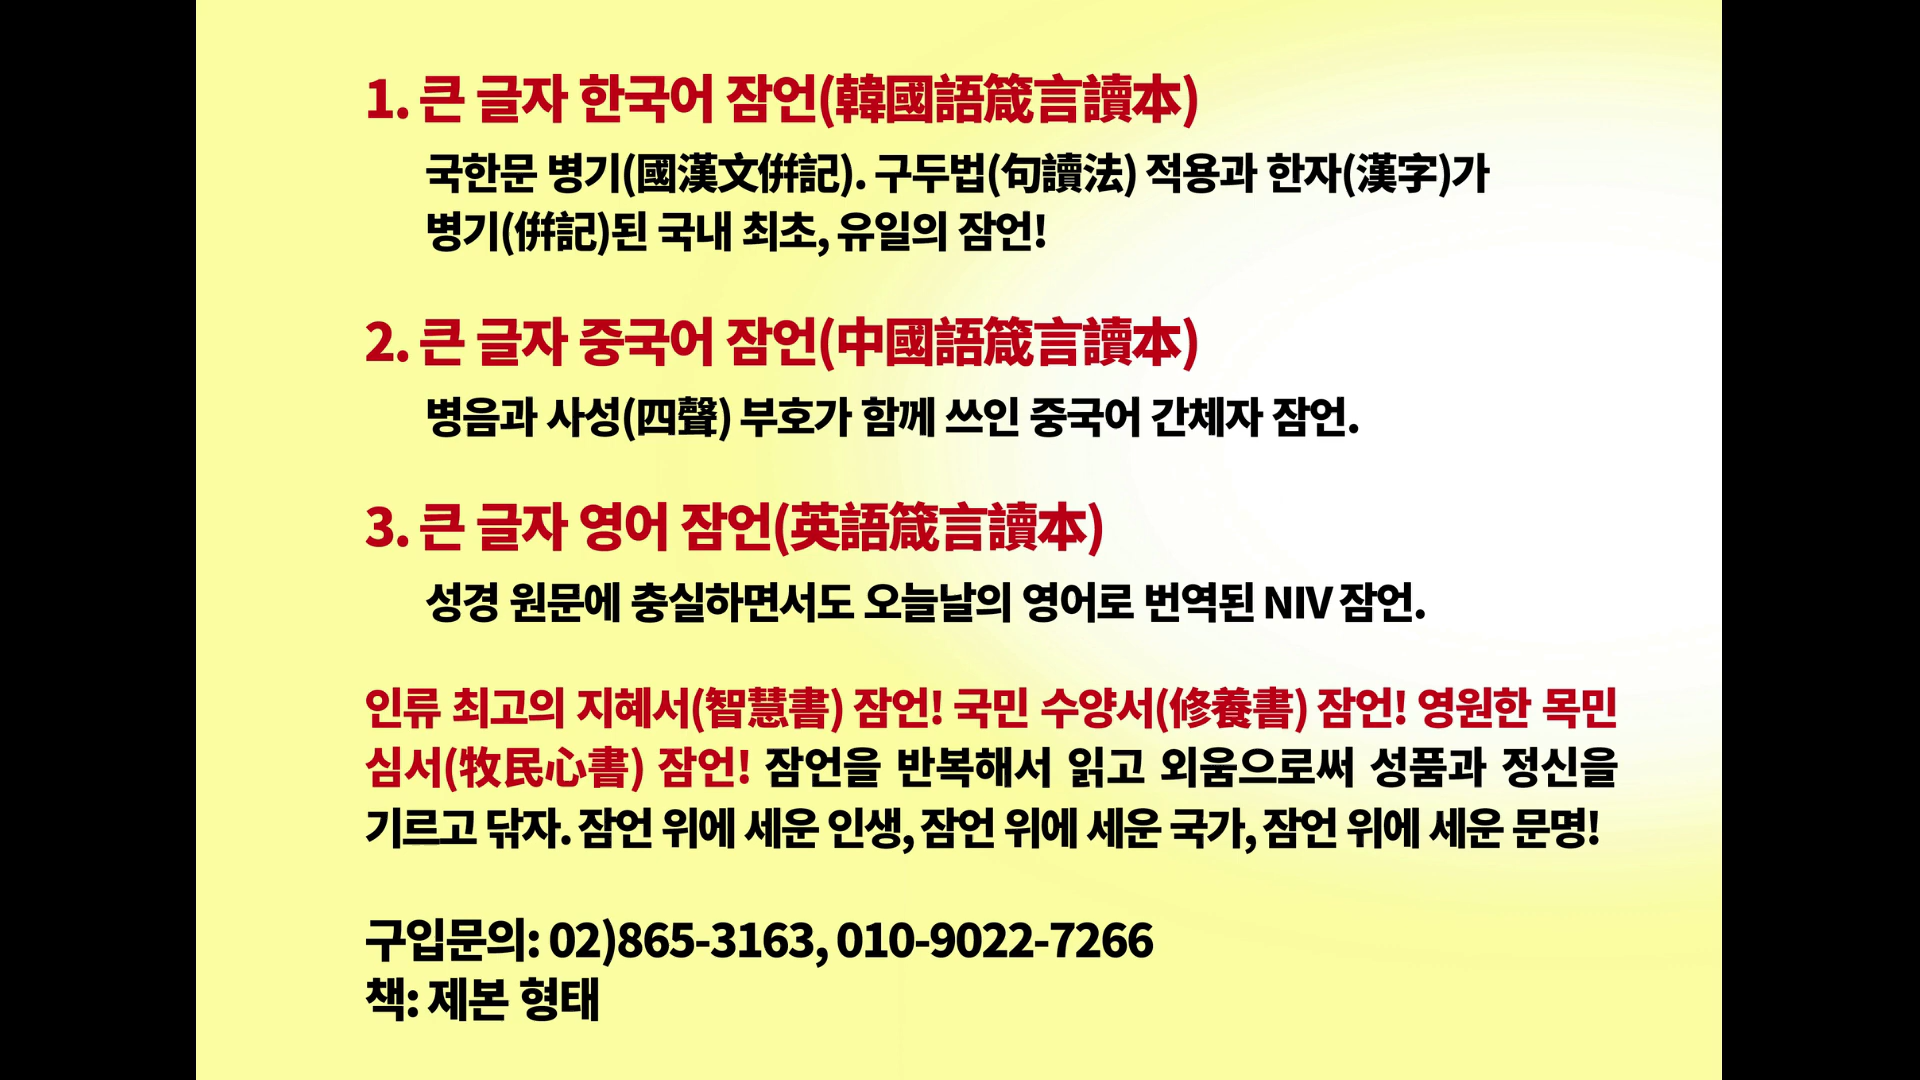 1. 큰 글자 한국어 잠언(韓國語箴言讀本)
국한문 병기(國漢文倂記). 구두법(句讀法) 적용과 한자(漢字)가
병기(倂記)된 국내 최초, 유일의 잠언!
2. 큰 글자 중국어 잠언(中國語箴言讀本)
병음과 사성(四聲) 부호가 함께 쓰인 중국어 간체자 잠언.
3. 큰 글자 영어 잠언(英語箴言讀本)
성경 원문에 충실하면서도 오늘날의 영어로 번역된 NIV 잠언.
인류 최고의 지혜서(智慧書) 잠언! 국민 수양서(修養書) 잠언! 영원한 목민
심서(牧民心書) 잠언! 잠언을 반복해서 읽고 외움으로써 성품과 정신을
기르고 닦자. 잠언 위에 세운 인생, 잠언 위에 세운 국가, 잠언 위에 세운 문명!
구입문의: 02)865-3163, 010-9022-7266
책: 제본 형태